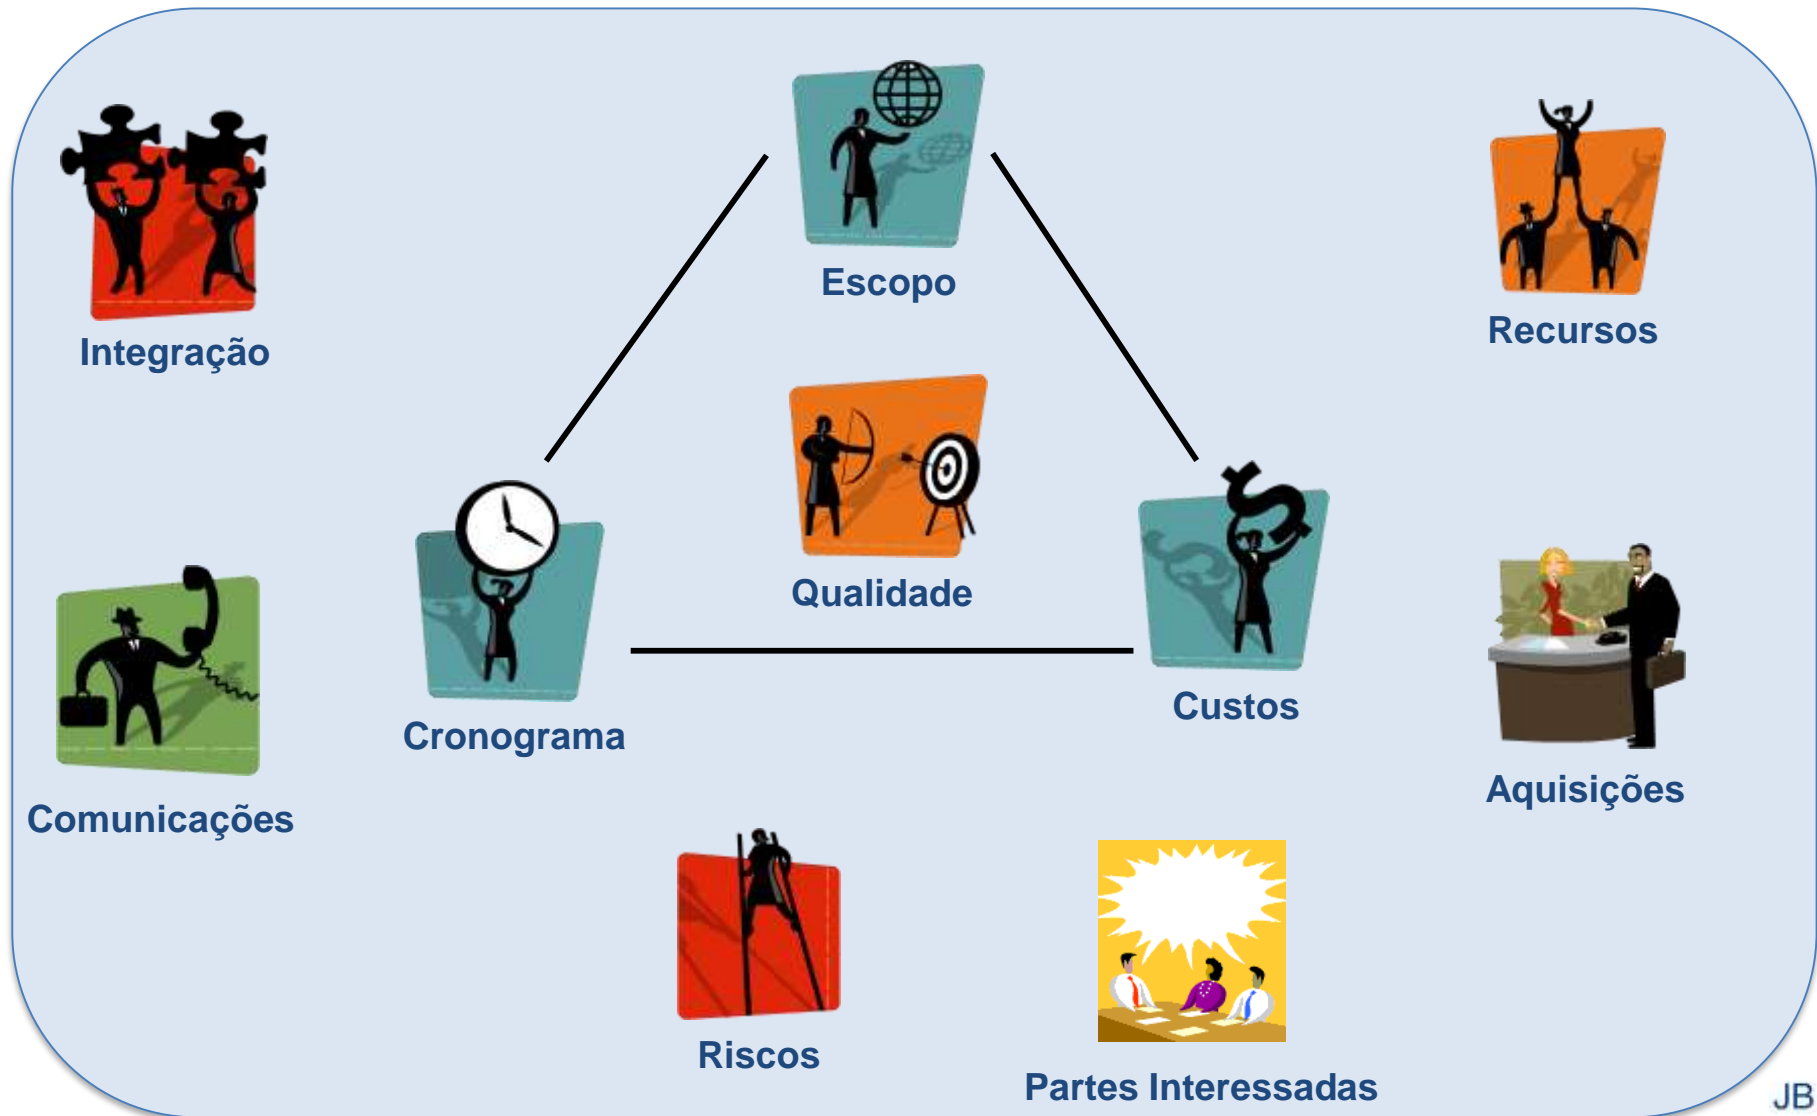 Escopo
Integração
Recursos
Qualidade
Cronograma
Custos
Comunicações
Aquisições
Riscos
Partes Interessadas
JB